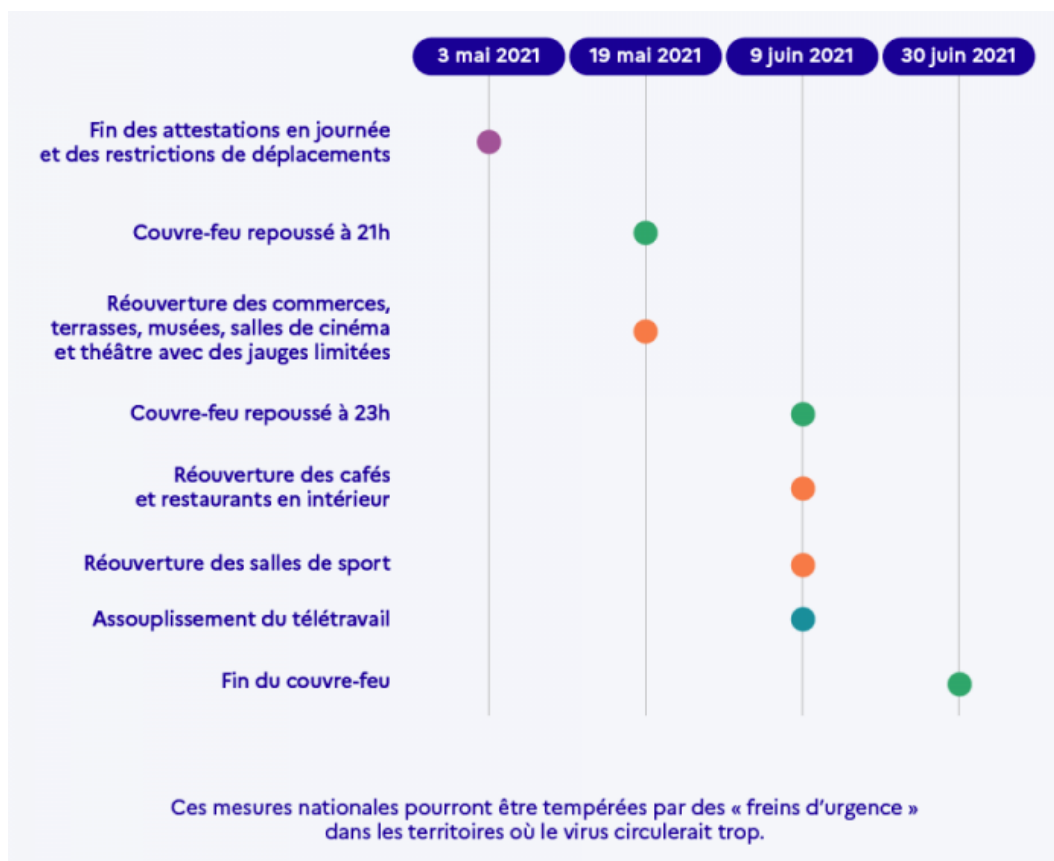 3 mai 2021
19 mai 2021
9 juin 2021
30 juin 2021
Fin des attestations en journée
et des restrictions de déplacements
Couvre-feu repoussé à 21h
Réouverture des commerces,
terrasses, musées, salles de cinéma
et théâtre avec des jauges limitées
Couvre-feu repoussé à 23h
Réouverture des cafés
et restaurants en intérieur
Réouverture des salles de sport
Assouplissement du télétravail
Fin du couvre-feu
Ces mesures nationales pourront être tempérées par des « freins d'urgence »
dans les territoires où le virus circulerait trop.